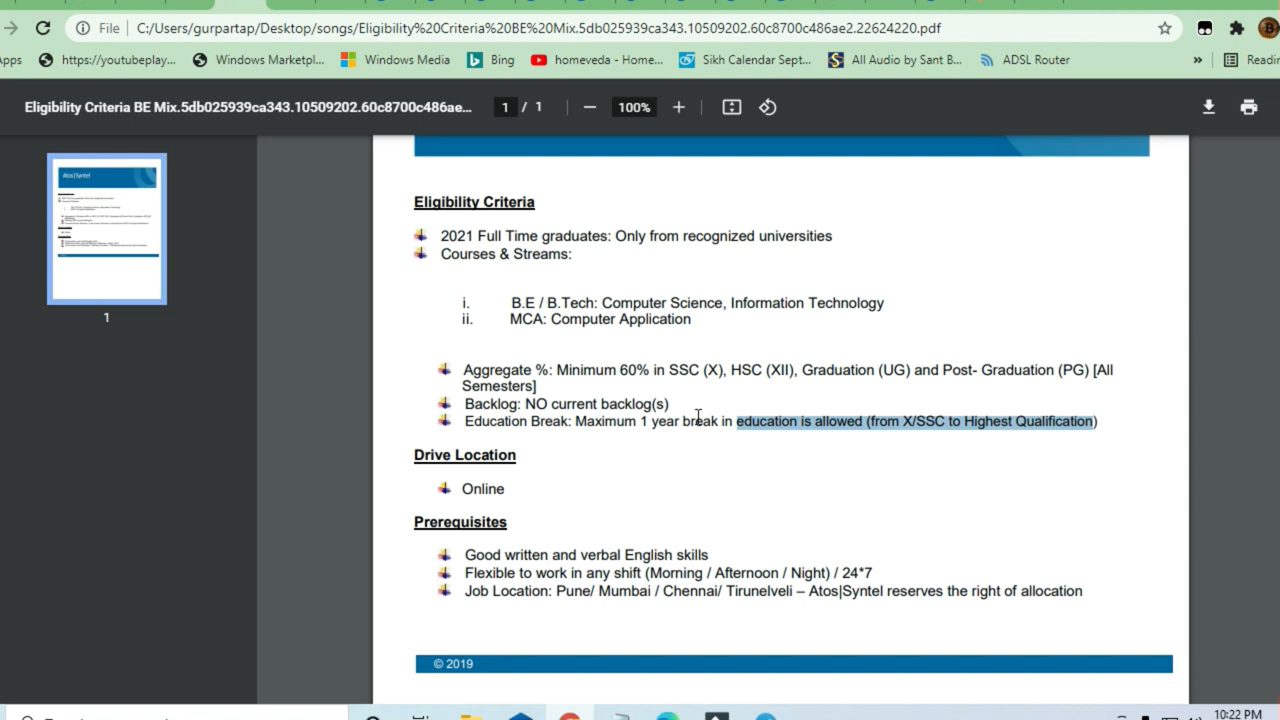 File
C:/Users/gurpartap/Desktop/songs/Eligibility%20Criteria%20BE%20Mix.5db025939ca343.10509202.60c8700c486ae2.22624220.pdf
Apps https://youtubeplay... Windows Marketpl... Windows Media Bing homeveda - Home... Sikh Calendar Sept... All Audio by Sant B... ADSL Router »
Eligibility Criteria BE Mix.5db025939ca343.10509202.60c8700c486ae... 1 / 1 100%
Atos|Syntel
1
Eligibility Criteria
2021 Full Time graduates: Only from recognized universities
Courses & Streams:
i. B.E / B.Tech: Computer Science, Information Technology
ii. MCA: Computer Application
Aggregate %: Minimum 60% in SSC (X), HSC (XII), Graduation (UG) and Post- Graduation (PG) [All
Semesters]
Backlog: NO current backlog(s)
Education Break: Maximum 1 year break in education is allowed (from X/SSC to Highest Qualification)
Drive Location
Online
Prerequisites
Good written and verbal English skills
Flexible to work in any shift (Morning / Afternoon / Night) / 24*7
Job Location: Pune/ Mumbai / Chennai/ Tirunelveli – Atos|Syntel reserves the right of allocation
© 2019
10:22 PM